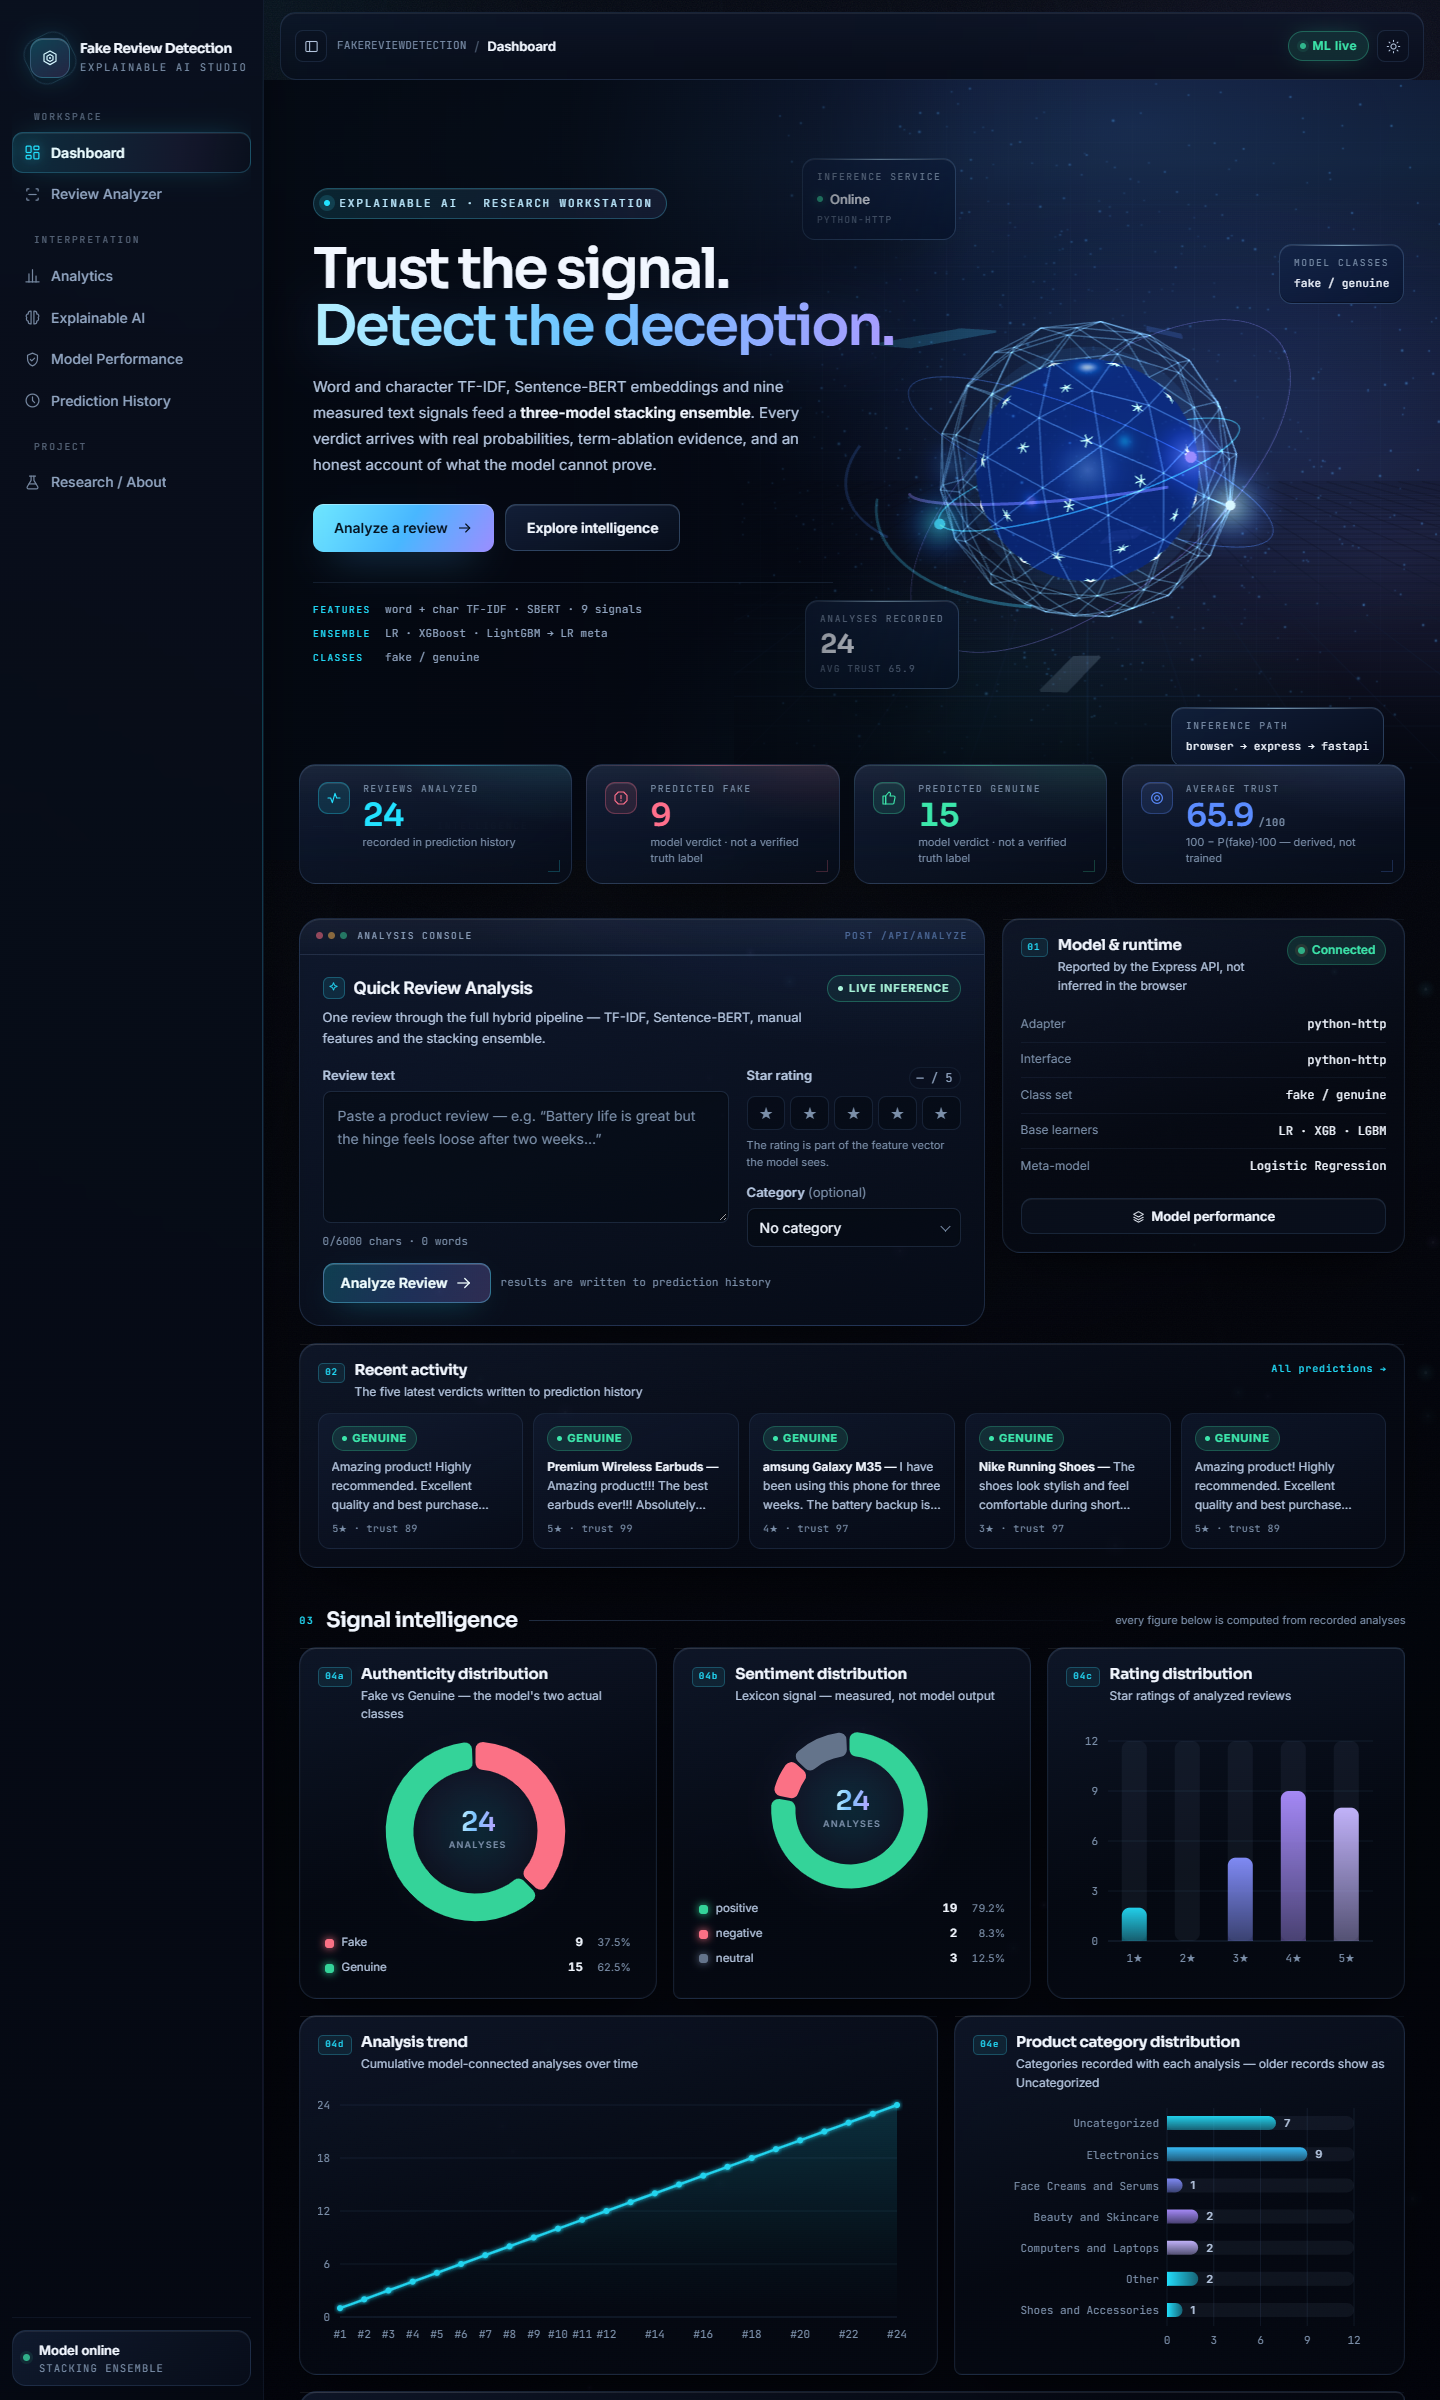 Fake Review Detection
EXPLAINABLE AI STUDIO
WORKSPACE
Dashboard
Review Analyzer
INTERPRETATION
Analytics
Explainable AI
Model Performance
Prediction History
PROJECT
Research / About
Model online
STACKING ENSEMBLE
FAKEREVIEWDETECTION / Dashboard
ML live
EXPLAINABLE AI · RESEARCH WORKSTATION
Trust the signal.
Detect the deception.
Word and character TF-IDF, Sentence-BERT embeddings and nine
measured text signals feed a three-model stacking ensemble. Every
verdict arrives with real probabilities, term-ablation evidence, and an
honest account of what the model cannot prove.
Analyze a review →
Explore intelligence
FEATURES word + char TF-IDF · SBERT · 9 signals
ENSEMBLE LR · XGBoost · LightGBM → LR meta
CLASSES fake / genuine
INFERENCE SERVICE
Online
PYTHON-HTTP
MODEL CLASSES
fake / genuine
ANALYSES RECORDED
24
AVG TRUST 65.9
INFERENCE PATH
browser → express → fastapi
REVIEWS ANALYZED
24
recorded in prediction history
PREDICTED FAKE
9
model verdict · not a verified
truth label
PREDICTED GENUINE
15
model verdict · not a verified
truth label
AVERAGE TRUST
65.9 /100
100 − P(fake)·100 — derived, not
trained
ANALYSIS CONSOLE
POST /API/ANALYZE
Quick Review Analysis
LIVE INFERENCE
One review through the full hybrid pipeline — TF-IDF, Sentence-BERT, manual
features and the stacking ensemble.
Review text
Paste a product review — e.g. “Battery life is great but
the hinge feels loose after two weeks…”
0/6000 chars · 0 words
Star rating
— / 5
★ ★ ★ ★ ★
The rating is part of the feature vector
the model sees.
Category (optional)
No category
Analyze Review →
results are written to prediction history
01 Model & runtime
Connected
Reported by the Express API, not
inferred in the browser
Adapter python-http
Interface python-http
Class set fake / genuine
Base learners LR · XGB · LGBM
Meta-model Logistic Regression
Model performance
02 Recent activity
All predictions →
The five latest verdicts written to prediction history
GENUINE
Amazing product! Highly
recommended. Excellent
quality and best purchase…
5★ · trust 89
GENUINE
Premium Wireless Earbuds —
Amazing product!!! The best
earbuds ever!!! Absolutely…
5★ · trust 99
GENUINE
amsung Galaxy M35 — I have
been using this phone for three
weeks. The battery backup is…
4★ · trust 97
GENUINE
Nike Running Shoes — The
shoes look stylish and feel
comfortable during short…
3★ · trust 97
GENUINE
Amazing product! Highly
recommended. Excellent
quality and best purchase…
5★ · trust 89
03 Signal intelligence
every figure below is computed from recorded analyses
04a Authenticity distribution
Fake vs Genuine — the model's two actual
classes
24
ANALYSES
Fake 9 37.5%
Genuine 15 62.5%
04b Sentiment distribution
Lexicon signal — measured, not model output
24
ANALYSES
positive 19 79.2%
negative 2 8.3%
neutral 3 12.5%
04c Rating distribution
Star ratings of analyzed reviews
12
9
6
3
0
1★ 2★ 3★ 4★ 5★
04d Analysis trend
Cumulative model-connected analyses over time
24
18
12
6
0
#1 #2 #3 #4 #5 #6 #7 #8 #9 #10 #11 #12 #14 #16 #18 #20 #22 #24
04e Product category distribution
Categories recorded with each analysis — older records show as
Uncategorized
Uncategorized 7
Electronics 9
Face Creams and Serums 1
Beauty and Skincare 2
Computers and Laptops 2
Other 2
Shoes and Accessories 1
0 3 6 9 12